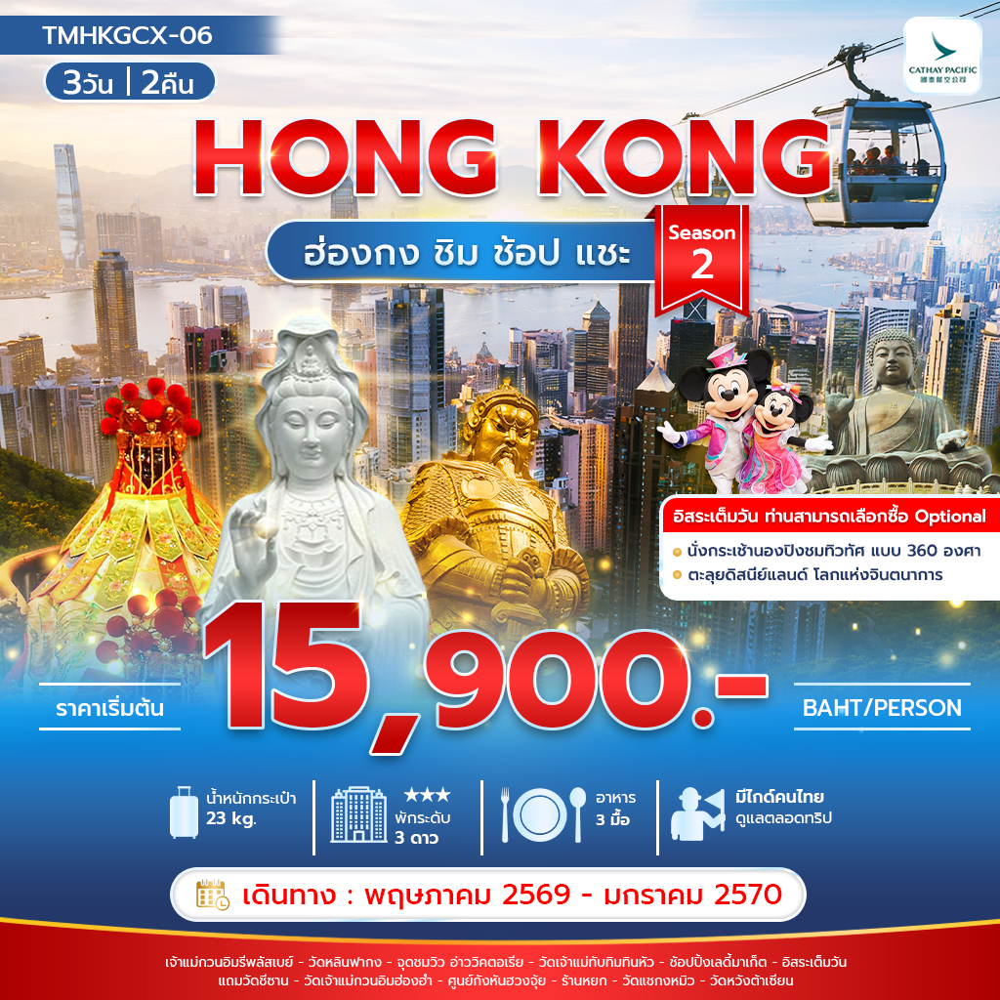 TMHKGCX-06
3วัน | 2คืน
CATHAY PACIFIC
國泰航空公司
HONG KONG
ฮ่องกง ชิม ช้อป แชะ
Season
2
อิสระเต็มวัน ท่านสามารถเลือกซื้อ Optional
นั่งกระเช้านองปิงชมทิวทัศ แบบ 360 องศา
ตะลุยดิสนีย์แลนด์ โลกแห่งจินตนาการ
ราคาเริ่มต้น
15,900.-
BAHT/PERSON
น้ำหนักกระเป๋า
23 kg.
พักระดับ
3 ดาว
อาหาร
3 มื้อ
มีไกด์คนไทย
ดูแลตลอดทริป
เดินทาง : พฤษภาคม 2569 - มกราคม 2570
เจ้าแม่กวนอิมรีพลัสเบย์ - วัดหลินฟากง - จุดชมวิว อ่าววิคตอเรีย - วัดเจ้าแม่ทับทิมทินหัว - ช้อปปิ้งเลดี้มาเก็ต - อิสระเต็มวัน
แถมวัดชีซาน - วัดเจ้าแม่กวนอิมฮ่องฮำ - ศูนย์กังหันฮวงจุ้ย - ร้านหยก - วัดแชกงหมิว - วัดหวังต้าเซียน